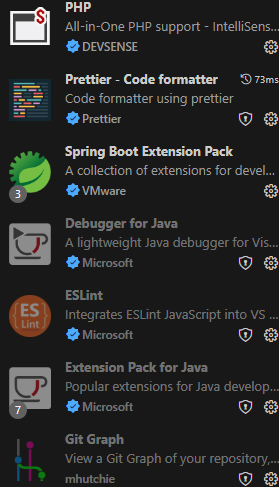 PHP
All-in-One PHP support - IntelliSens...
DEVSENSE
Prettier - Code formatter 73ms
Code formatter using prettier
Prettier
Spring Boot Extension Pack
A collection of extensions for devel...
3 VMware
Debugger for Java
A lightweight Java debugger for Vis...
Microsoft
ESLint
Integrates ESLint JavaScript into VS ...
ES
Lint Microsoft
Extension Pack for Java
Popular extensions for Java develop...
7 Microsoft
Git Graph
View a Git Graph of your repository,...
mhutchie